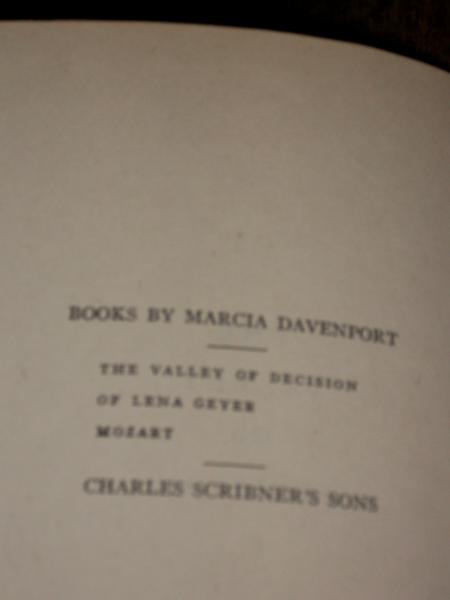 BOOKS BY MARCIA DAVENPORT
THE VALLEY OF DECISION
OF LENA GEYER
MOZART
CHARLES SCRIBNER'S SONS